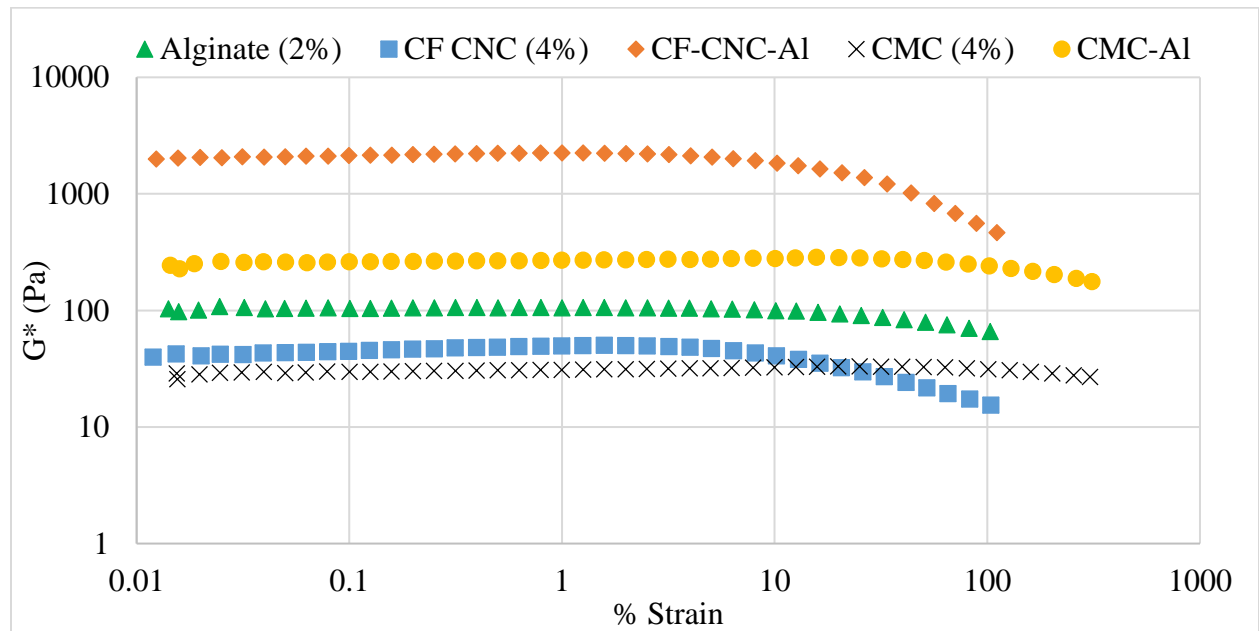 Alginate (2%) CF CNC (4%) CF-CNC-Al CMC (4%) CMC-Al
10000
1000
100
10
1
G* (Pa)
0.01 0.1 1 10 100 1000
% Strain